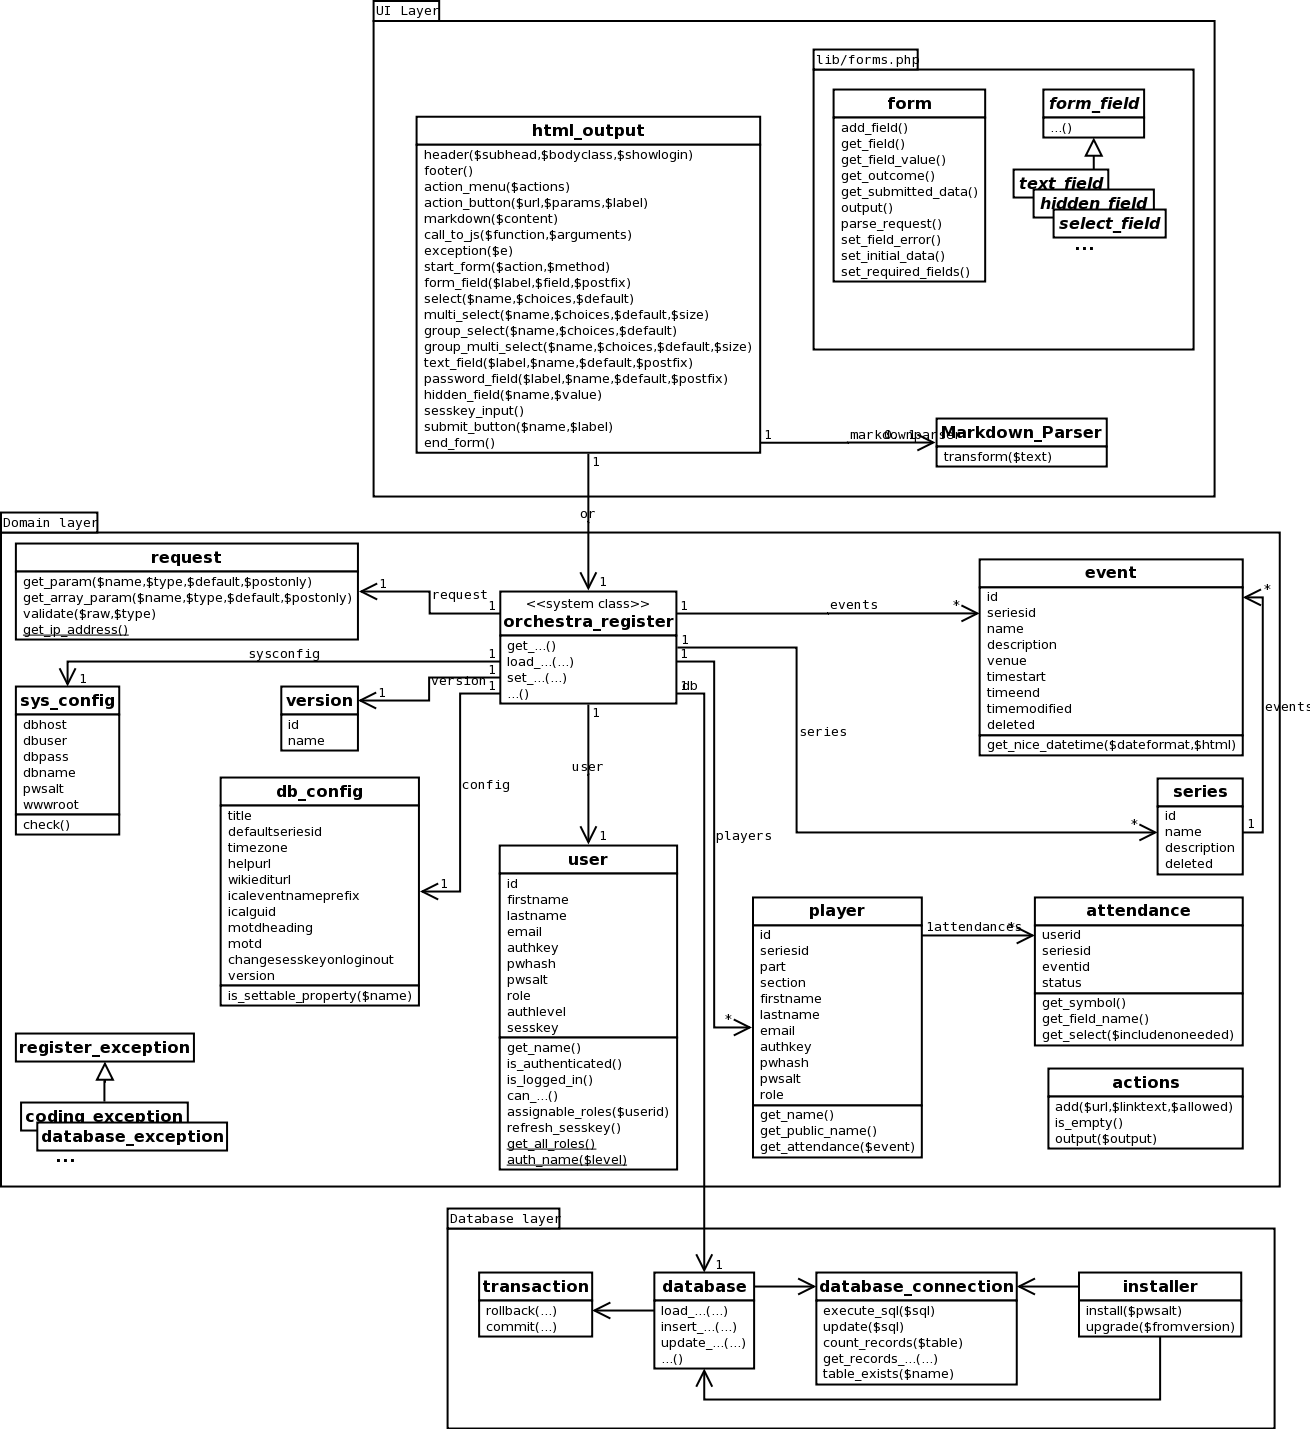 UI Layer
lib/forms.php
html_output
header($subhead,$bodyclass,$showlogin)
footer()
action_menu($actions)
action_button($url,$params,$label)
markdown($content)
call_to_js($function,$arguments)
exception($e)
start_form($action,$method)
form_field($label,$field,$postfix)
select($name,$choices,$default)
multi_select($name,$choices,$default,$size)
group_select($name,$choices,$default)
group_multi_select($name,$choices,$default,$size)
text_field($label,$name,$default,$postfix)
password_field($label,$name,$default,$postfix)
hidden_field($name,$value)
sesskey_input()
submit_button($name,$label)
end_form()
form
add_field()
get_field()
get_field_value()
get_outcome()
get_submitted_data()
output()
parse_request()
set_field_error()
set_initial_data()
set_required_fields()
form_field
...()
text_field
hidden_field
select_field
...
1
markdownparser
Markdown_Parser
transform($text)
1
or
1
Domain layer
request
get_param($name,$type,$default,$postonly)
get_array_param($name,$type,$default,$postonly)
validate($raw,$type)
get_ip_address()
1
request
1
<<system class>>
orchestra_register
get_...()
load_...(...)
set_...(...)
...()
1
events
*
event
id
seriesid
name
description
venue
timestart
timeend
timemodified
deleted
get_nice_datetime($dateformat,$html)
*
events
1
sysconfig
1
1
sys_config
dbhost
dbuser
dbpass
dbname
pwsalt
wwwroot
check()
version
1
1
version
id
name
1
config
1
db_config
title
defaultseriesid
timezone
helpurl
wikiediturl
icaleventnameprefix
icalguid
motdheading
motd
changesesskeyonloginout
version
is_settable_property($name)
1
user
1
user
id
firstname
lastname
email
authkey
pwhash
pwsalt
role
authlevel
sesskey
get_name()
is_authenticated()
is_logged_in()
can_...()
assignable_roles($userid)
refresh_sesskey()
get_all_roles()
auth_name($level)
1
series
*
series
id
name
description
deleted
1
players
*
player
id
seriesid
part
section
firstname
lastname
email
authkey
pwhash
pwsalt
role
get_name()
get_public_name()
get_attendance($event)
1
attendances
*
attendance
userid
seriesid
eventid
status
get_symbol()
get_field_name()
get_select($includenoneeded)
actions
add($url,$linktext,$allowed)
is_empty()
output($output)
register_exception
coding_exception
database_exception
...
1
db
1
Database layer
transaction
rollback(...)
commit(...)
database
load_...(...)
insert_...(...)
update_...(...)
...()
database_connection
execute_sql($sql)
update($sql)
count_records($table)
get_records_...(...)
table_exists($name)
installer
install($pwsalt)
upgrade($fromversion)